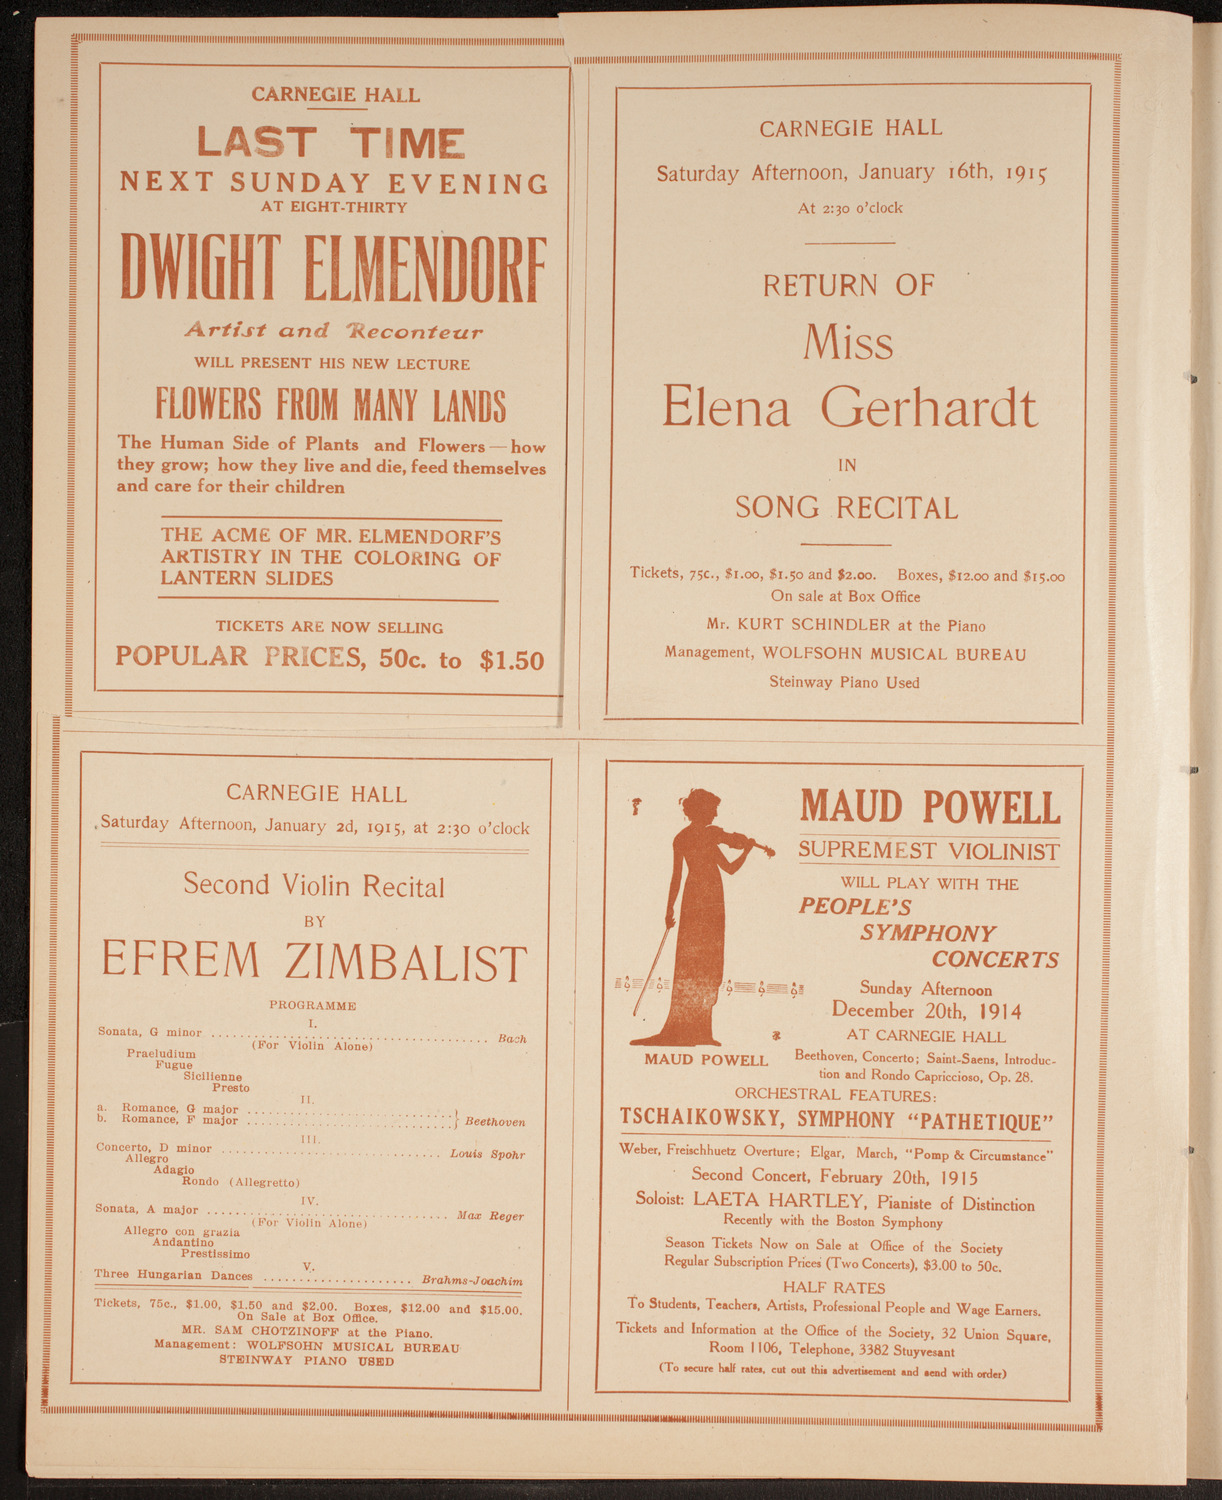 CARNEGIE HALL
LAST TIME
NEXT SUNDAY EVENING
AT EIGHT-THIRTY
DWIGHT ELMENDORF
Artist and Reconteur
WILL PRESENT HIS NEW LECTURE
FLOWERS FROM MANY LANDS
The Human Side of Plants and Flowers — how
they grow; how they live and die, feed themselves
and care for their children
THE ACME OF MR. ELMENDORF'S
ARTISTRY IN THE COLORING OF
LANTERN SLIDES
TICKETS ARE NOW SELLING
POPULAR PRICES, 50c. to $1.50
CARNEGIE HALL
Saturday Afternoon, January 16th, 1915
At 2:30 o'clock
RETURN OF
Miss
Elena Gerhardt
IN
SONG RECITAL
Tickets, 75c., $1.00, $1.50 and $2.00. Boxes, $12.00 and $15.00
On sale at Box Office
Mr. KURT SCHINDLER at the Piano
Management, WOLFSOHN MUSICAL BUREAU
Steinway Piano Used
CARNEGIE HALL
Saturday Afternoon, January 2d, 1915, at 2:30 o'clock
Second Violin Recital
BY
EFREM ZIMBALIST
PROGRAMME
I.
Sonata, G minor ........................................ Bach
(For Violin Alone)
Praeludium
Fugue
Sicilienne
Presto
II.
a. Romance, G major ..............................}
b. Romance, F major ..............................} Beethoven
III.
Concerto, D minor ................................ Louis Spohr
Allegro
Adagio
Rondo (Allegretto)
IV.
Sonata, A major ................................... Max Reger
(For Violin Alone)
Allegro con grazia
Andantino
Prestissimo
V.
Three Hungarian Dances ..................... Brahms-Joachim
Tickets, 75c., $1.00, $1.50 and $2.00. Boxes, $12.00 and $15.00.
On Sale at Box Office.
MR. SAM CHOTZINOFF at the Piano.
Management: WOLFSOHN MUSICAL BUREAU
STEINWAY PIANO USED
MAUD POWELL
SUPREMEST VIOLINIST
WILL PLAY WITH THE
PEOPLE'S
SYMPHONY
CONCERTS
Sunday Afternoon
December 20th, 1914
AT CARNEGIE HALL
MAUD POWELL
Beethoven, Concerto; Saint-Saens, Introduc-
tion and Rondo Capriccioso, Op. 28.
ORCHESTRAL FEATURES:
TSCHAIKOWSKY, SYMPHONY "PATHETIQUE"
Weber, Freischhuetz Overture; Elgar, March, "Pomp & Circumstance"
Second Concert, February 20th, 1915
Soloist: LAETA HARTLEY, Pianiste of Distinction
Recently with the Boston Symphony
Season Tickets Now on Sale at Office of the Society
Regular Subscription Prices (Two Concerts), $3.00 to 50c.
HALF RATES
To Students, Teachers, Artists, Professional People and Wage Earners.
Tickets and Information at the Office of the Society, 32 Union Square,
Room 1106, Telephone, 3382 Stuyvesant
(To secure half rates, cut out this advertisement and send with order)